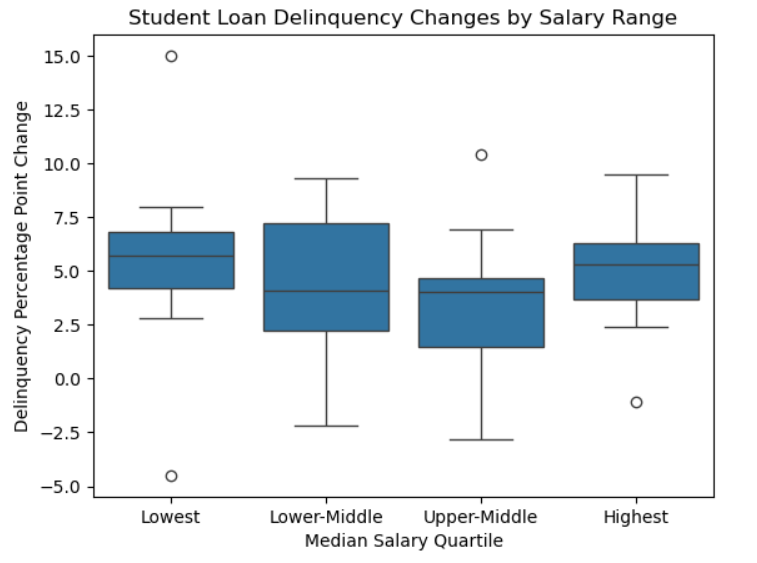 Student Loan Delinquency Changes by Salary Range
Delinquency Percentage Point Change
15.0
12.5
10.0
7.5
5.0
2.5
0.0
−2.5
−5.0
Lowest Lower-Middle Upper-Middle Highest
Median Salary Quartile